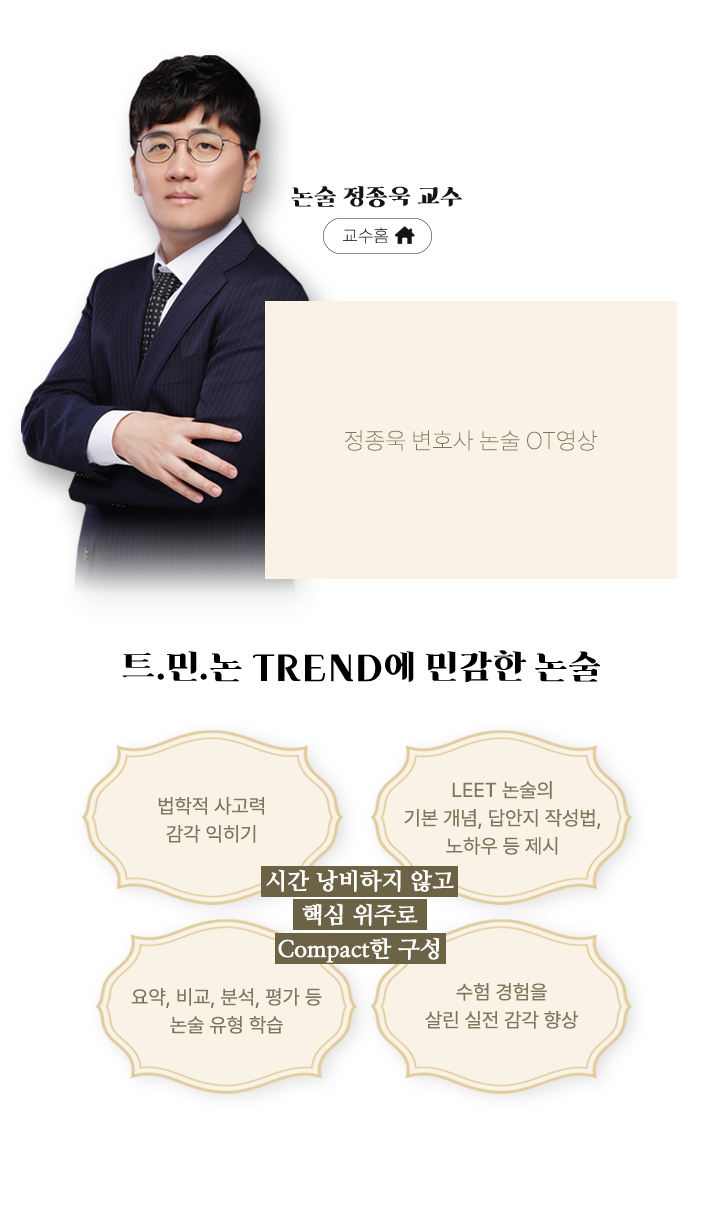 논술 정종욱 교수
교수홈
정종욱 변호사 논술 OT영상
트.민.논 TREND에 민감한 논술
법학적 사고력
감각 익히기
LEET 논술의
기본 개념, 답안지 작성법,
노하우 등 제시
시간 낭비하지 않고
핵심 위주로
Compact한 구성
요약, 비교, 분석, 평가 등
논술 유형 학습
수험 경험을
살린 실전 감각 향상